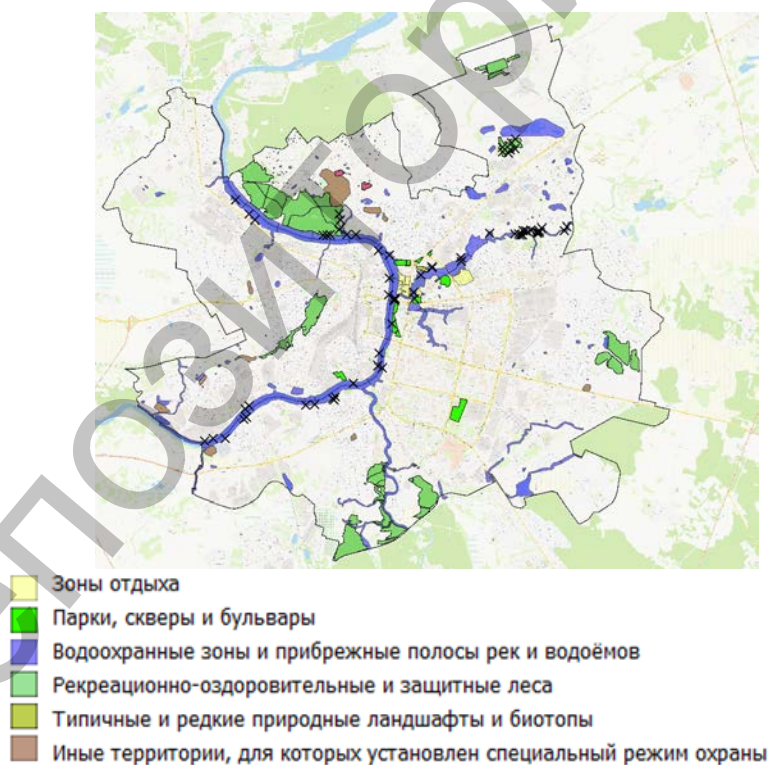 Зоны отдыха
Парки, скверы и бульвары
Водоохранные зоны и прибрежные полосы рек и водоёмов
Рекреационно-оздоровительные и защитные леса
Типичные и редкие природные ландшафты и биотопы
Иные территории, для которых установлен специальный режим охраны